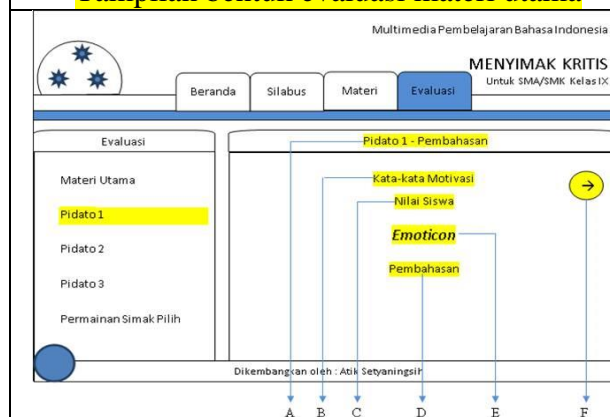 Tampilan bentuk evaluasi materi utama
Multimedia Pembelajaran Bahasa Indonesia
MENYIMAK KRITIS
Untuk SMA/SMK Kelas IX
Beranda
Silabus
Materi
Evaluasi
Evaluasi
Pidato 1 - Pembahasan
Materi Utama
Kata-kata Motivasi
Nilai Siswa
Pidato 1
Emoticon
Pidato 2
Pembahasan
Pidato 3
Permainan Simak Pilih
Dikembangkan oleh : Atik Setyaningsih
A B C D E F